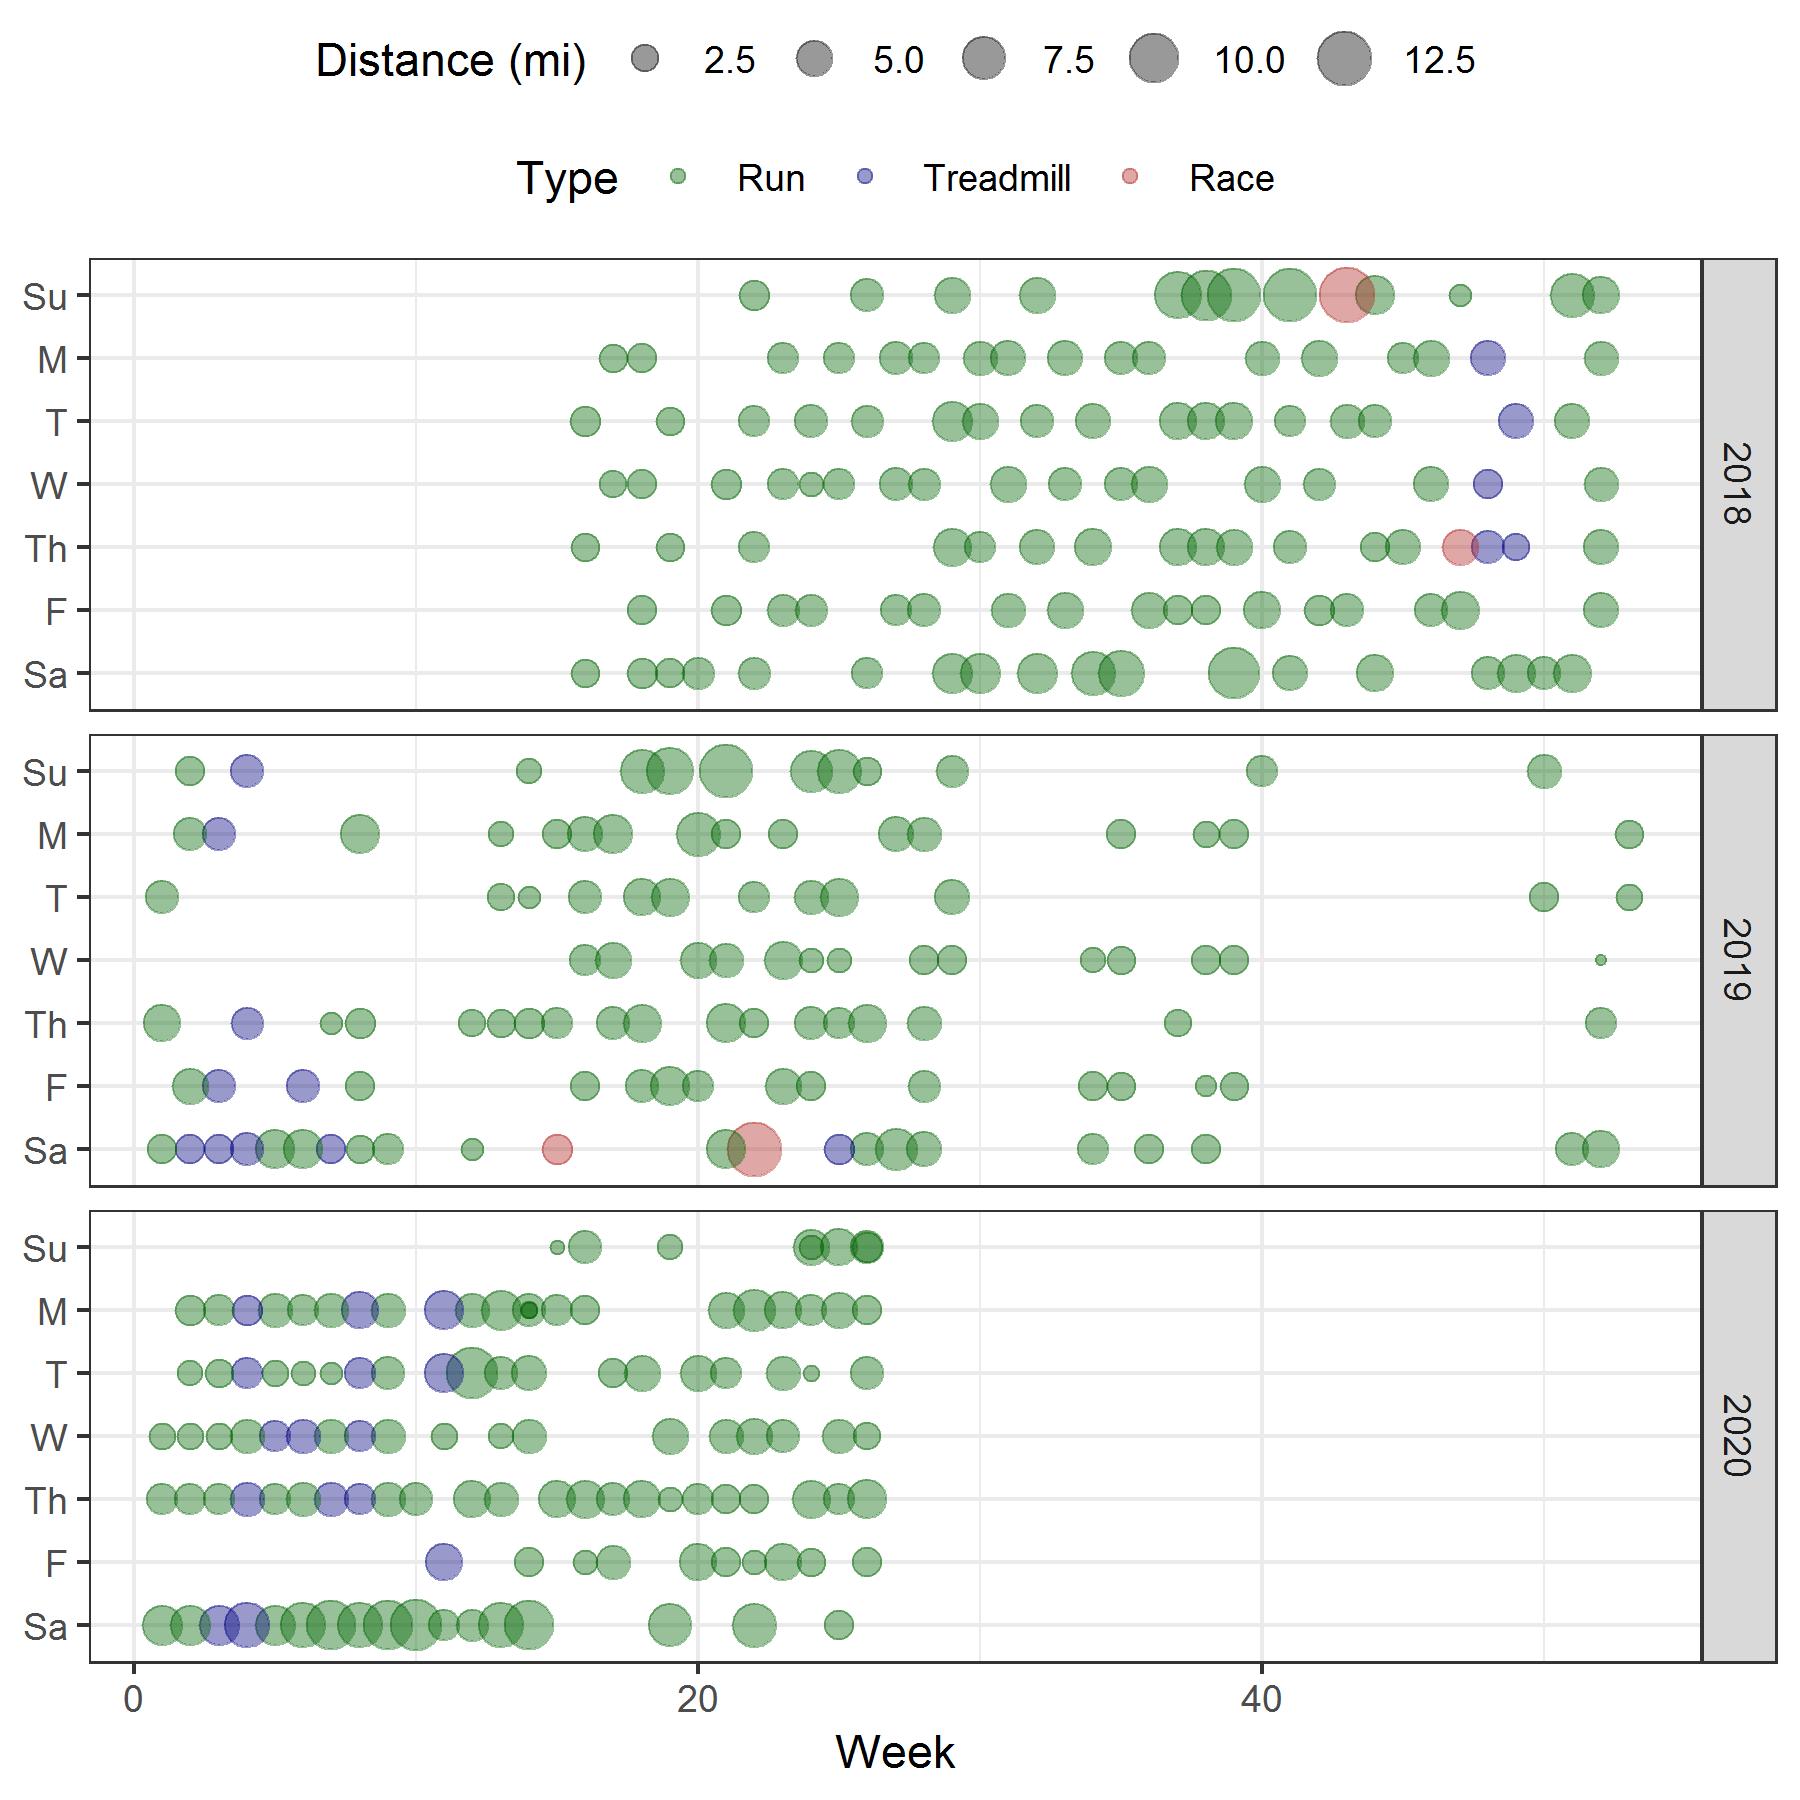 Distance (mi) 2.5 5.0 7.5 10.0 12.5
Type Run Treadmill Race
Su
M
T
W
Th
F
Sa
2018
Su
M
T
W
Th
F
Sa
2019
Su
M
T
W
Th
F
Sa
2020
0 20 40
Week